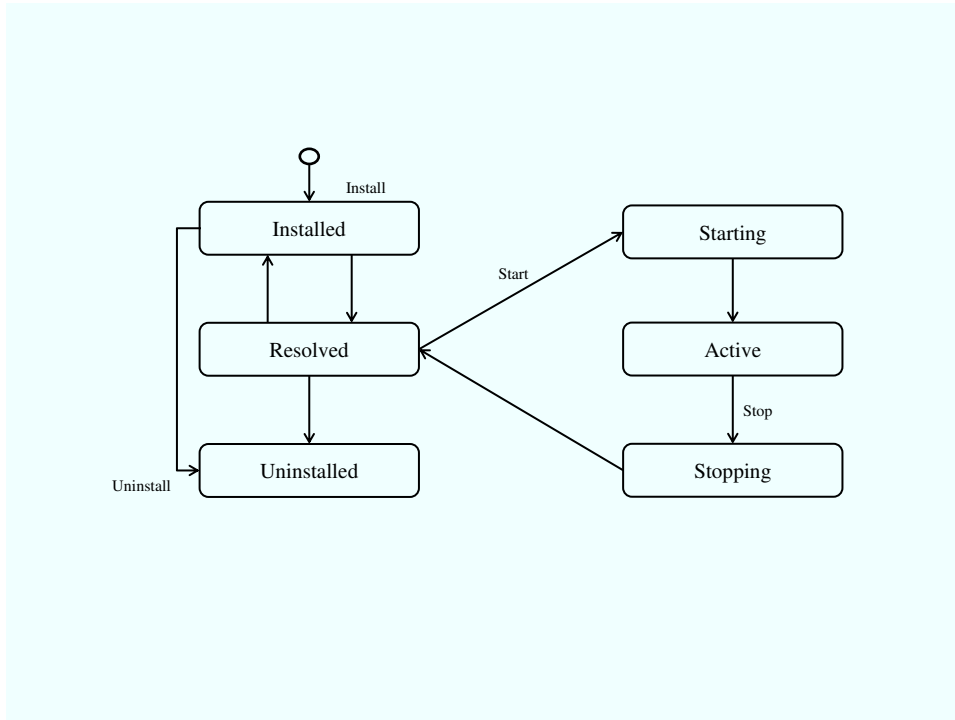 Install
Installed
Starting
Start
Resolved
Active
Stop
Uninstalled
Stopping
Uninstall